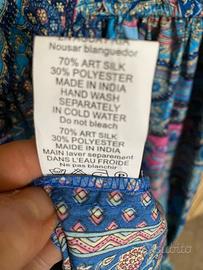 Nousar blanguedor
70% ART SILK
30% POLYESTER
MADE IN INDIA
HAND WASH
SEPARATELY
IN COLD WATER
Do not bleach
70% ART SILK
30% POLYESTER
MADE IN INDIA
Main laver separement
DANS L'EAU FROIDE
Ne pas blanchir
subito